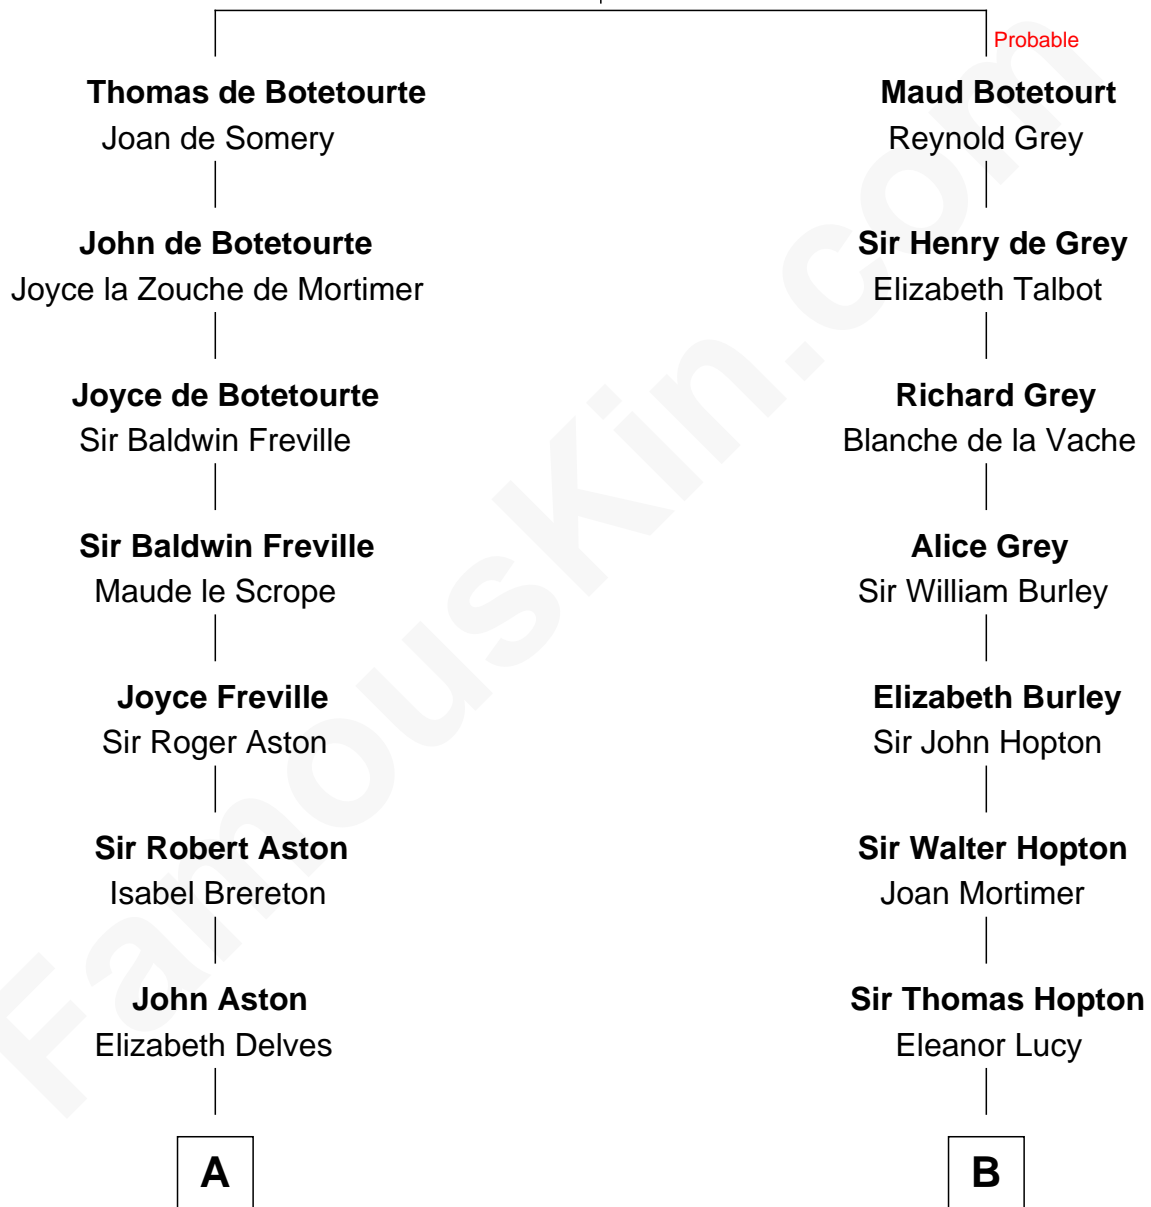 Probable
Thomas de Botetourte
Joan de Somery
Maud Botetourt
Reynold Grey
John de Botetourte
Joyce la Zouche de Mortimer
Sir Henry de Grey
Elizabeth Talbot
Joyce de Botetourte
Sir Baldwin Freville
Richard Grey
Blanche de la Vache
Sir Baldwin Freville
Maude le Scrope
Alice Grey
Sir William Burley
Joyce Freville
Sir Roger Aston
Elizabeth Burley
Sir John Hopton
Sir Robert Aston
Isabel Brereton
Sir Walter Hopton
Joan Mortimer
John Aston
Elizabeth Delves
Sir Thomas Hopton
Eleanor Lucy
A
B
FamousKin.com